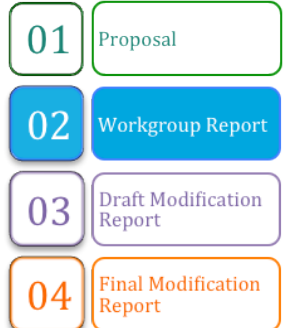 01
Proposal
02
Workgroup Report
03
Draft Modification
Report
04
Final Modification
Report